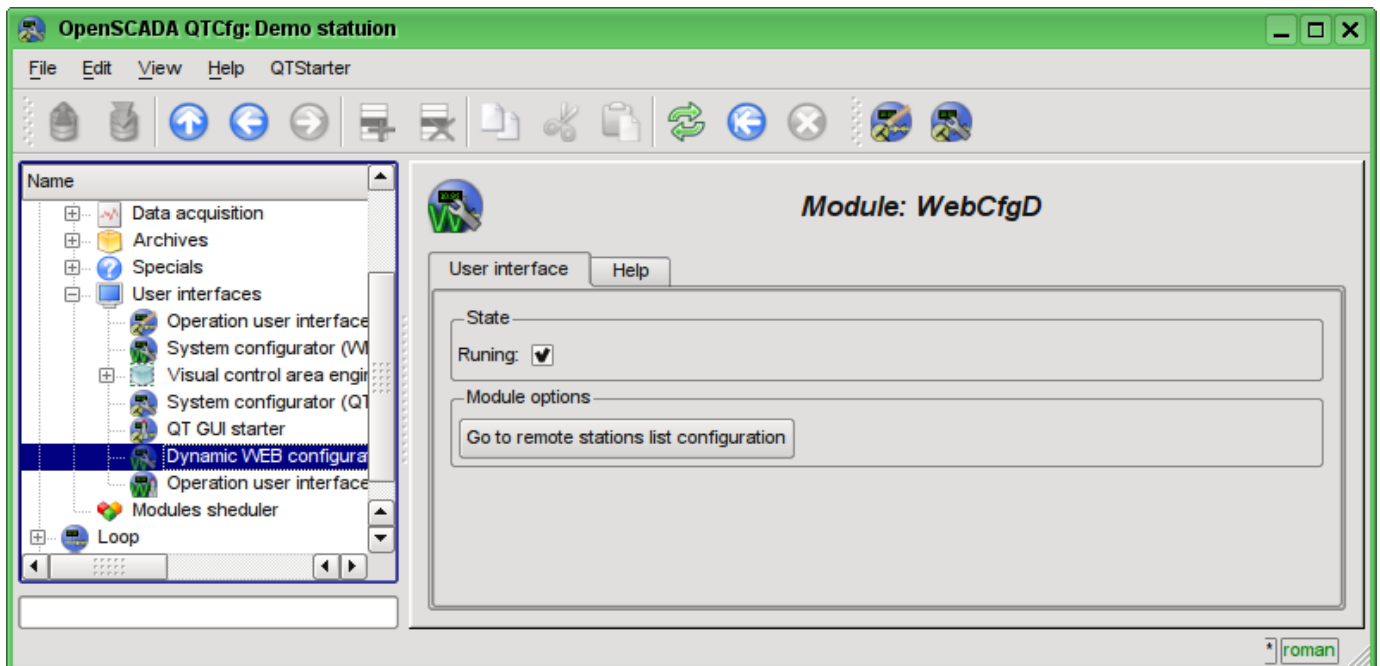 OpenSCADA QTCfg: Demo statuion
File Edit View Help QTStarter
Name
Data acquisition
Archives
Specials
User interfaces
Operation user interface
System configurator (WI
Visual control area engir
System configurator (QT
QT GUI starter
Dynamic WEB configura
Operation user interface
Modules sheduler
Loop
Module: WebCfgD
User interface Help
State
Runing:
Module options
Go to remote stations list configuration
* roman